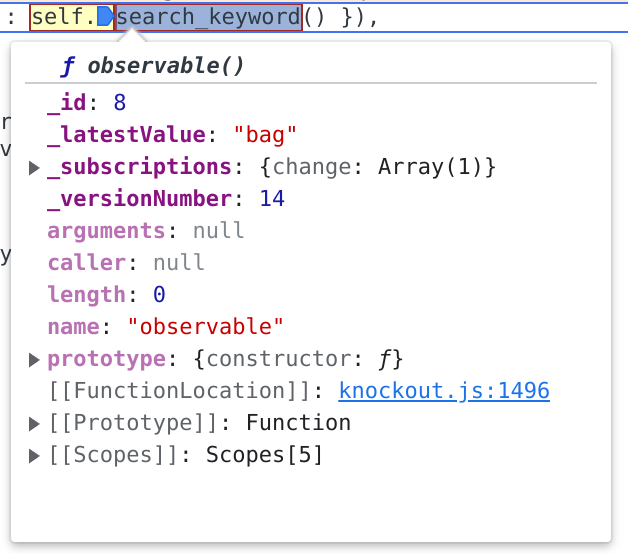 : self.search_keyword() }),
ƒ observable()
_id: 8
_latestValue: "bag"
_subscriptions: {change: Array(1)}
_versionNumber: 14
arguments: null
caller: null
length: 0
name: "observable"
prototype: {constructor: ƒ}
[[FunctionLocation]]: knockout.js:1496
[[Prototype]]: Function
[[Scopes]]: Scopes[5]